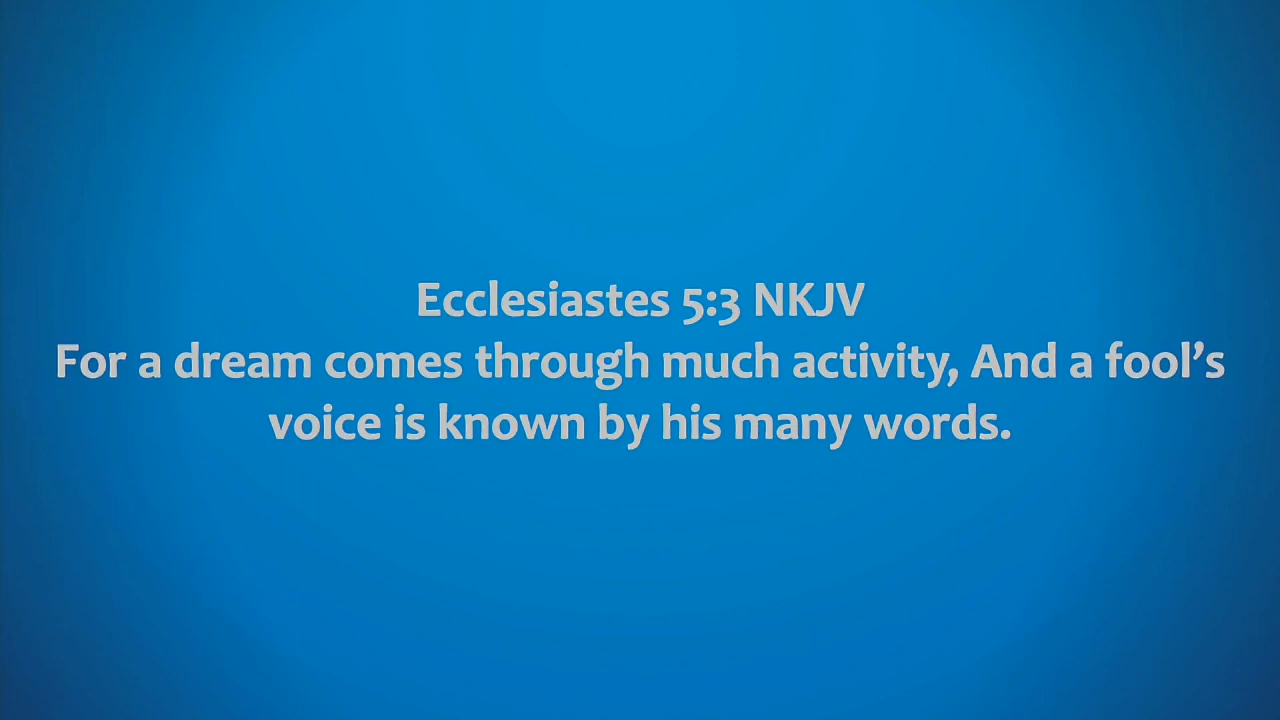 Ecclesiastes 5:3 NKJV
For a dream comes through much activity, And a fool’s
voice is known by his many words.